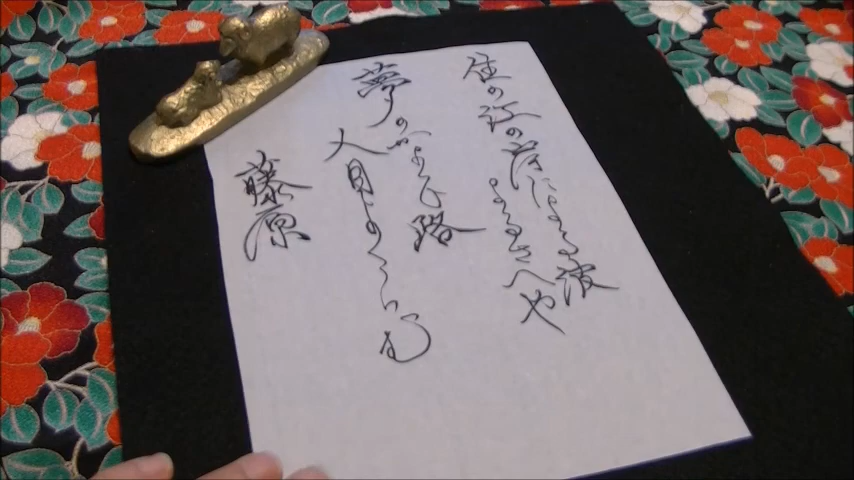 住の江の岸による波
よるさへや
夢のかよひ路
人目よくらむ
藤原